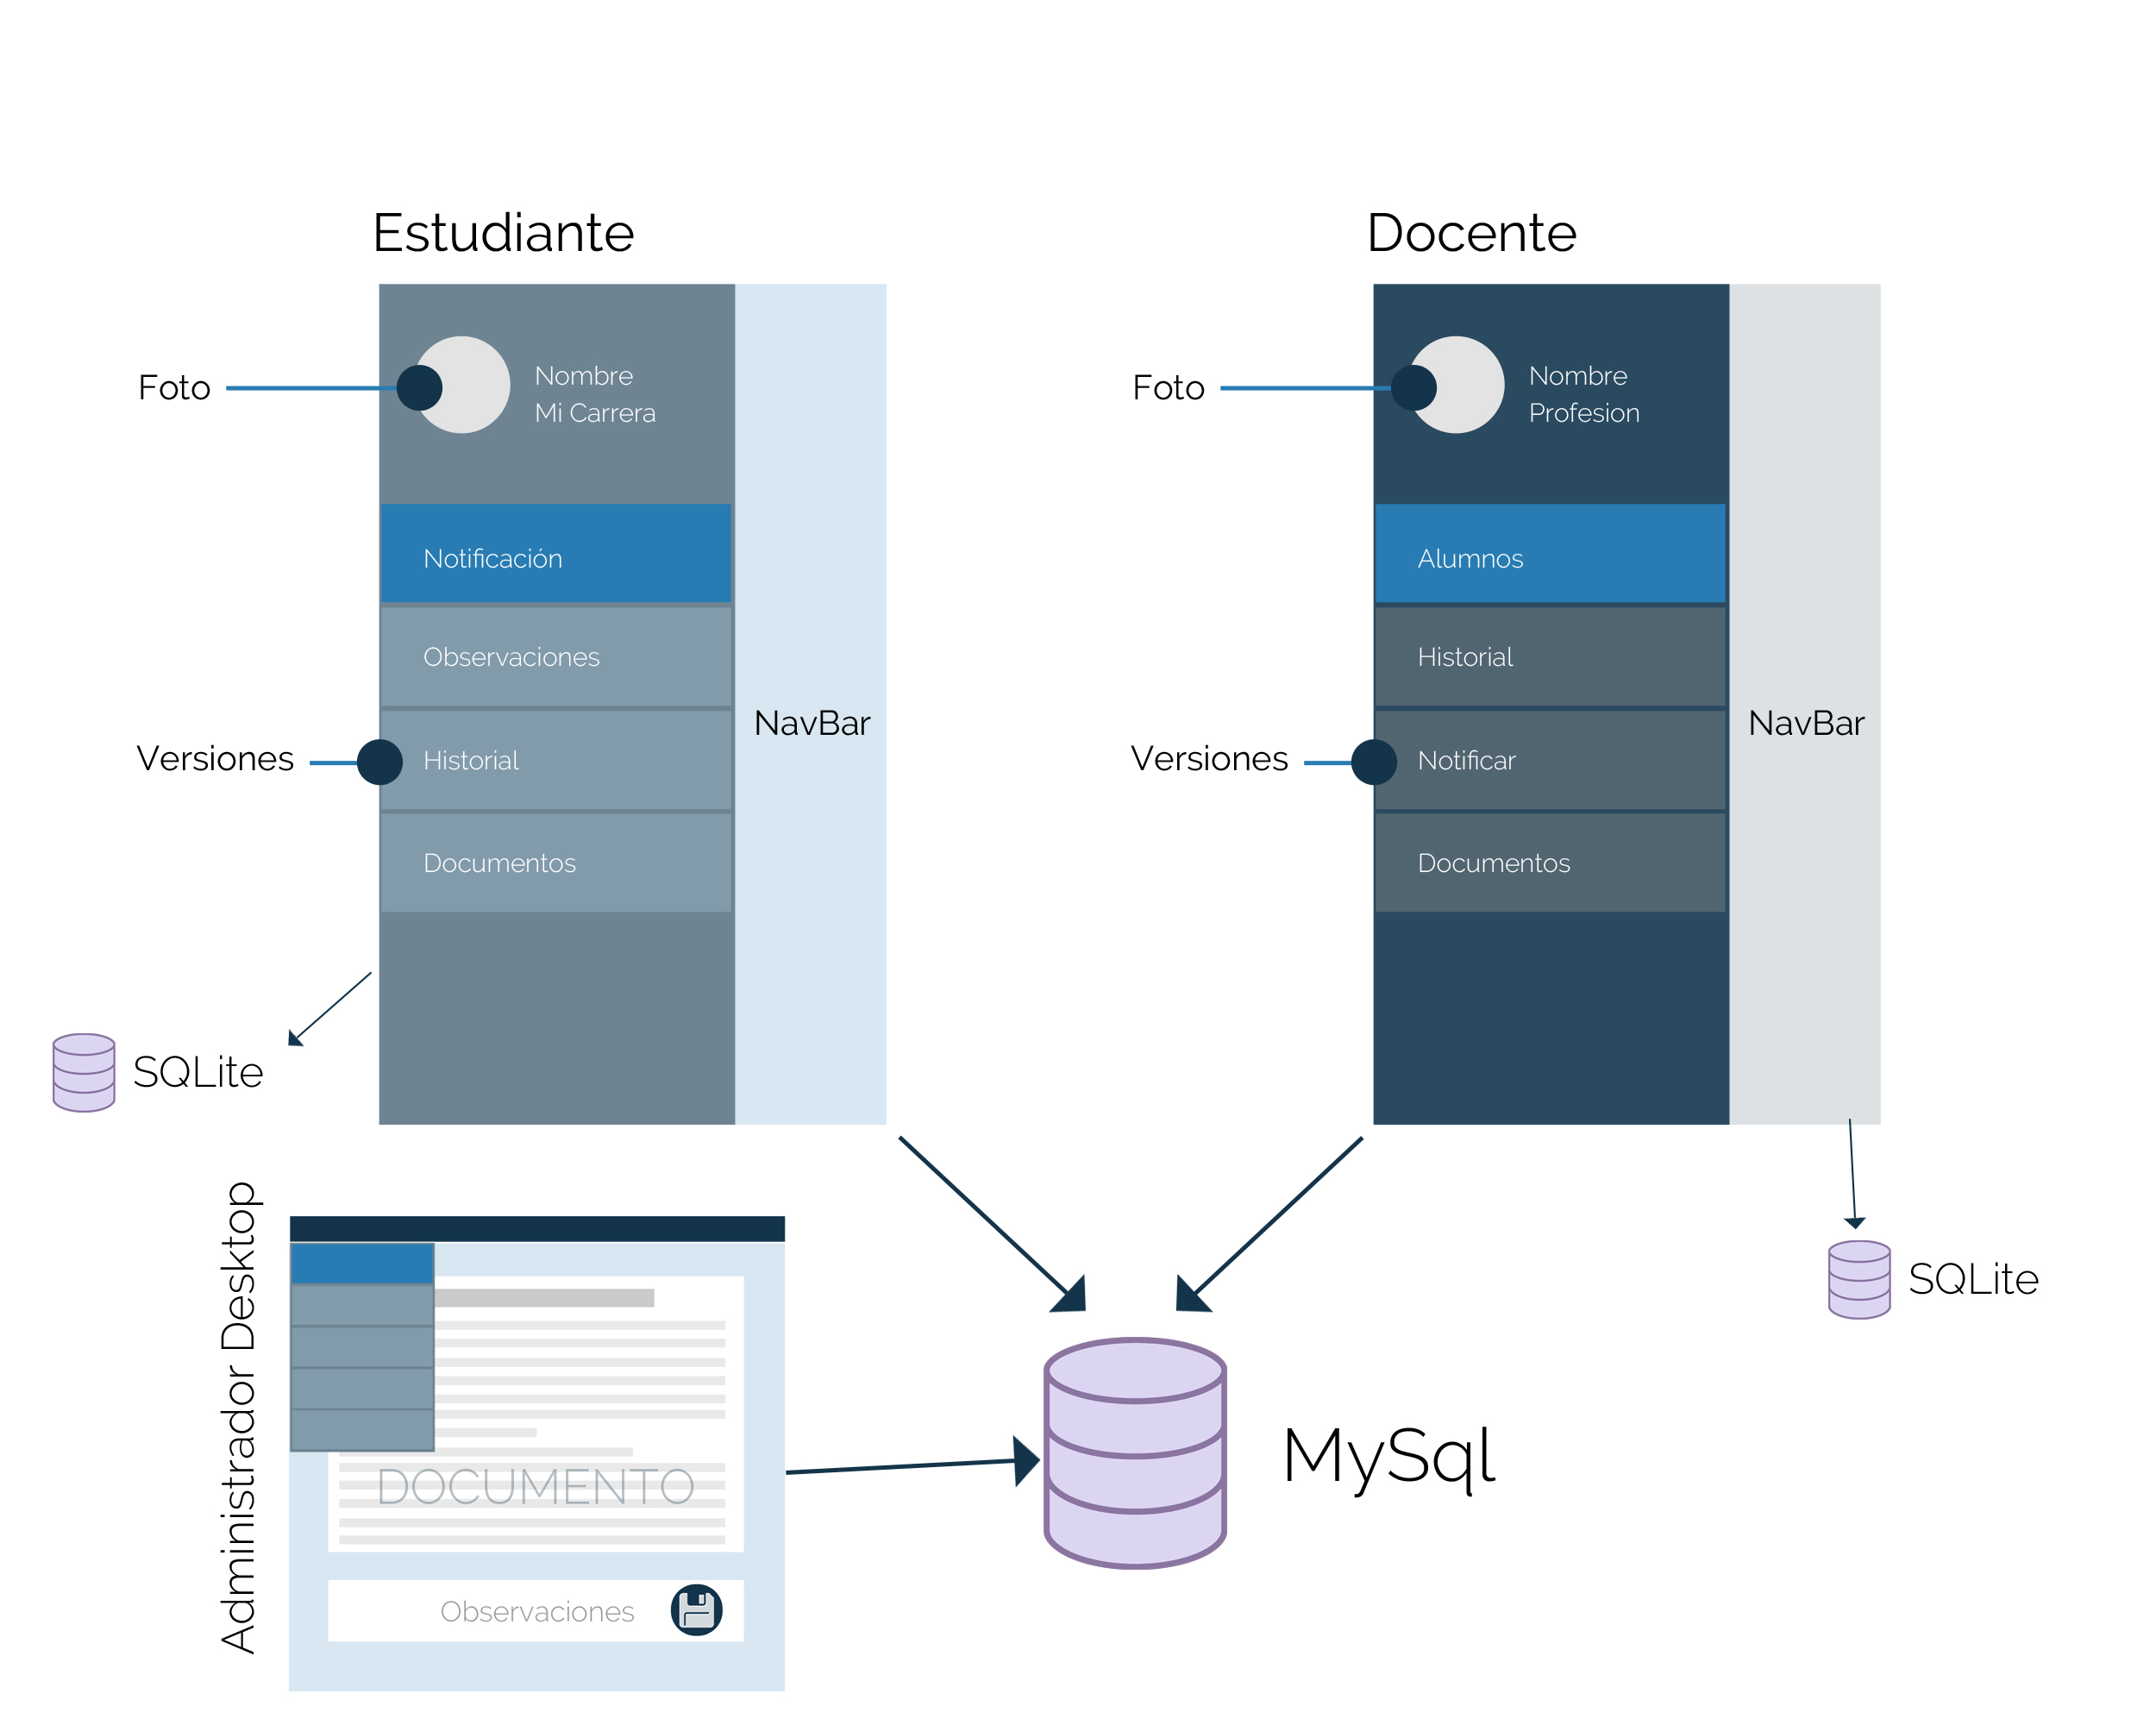 Estudiante
Foto
Nombre
Mi Carrera
Notificación
Observaciones
Versiones
Historial
Documentos
NavBar
SQLite
Docente
Foto
Nombre
Profesion
Alumnos
Historial
Versiones
Notificar
Documentos
NavBar
SQLite
Administrador Desktop
DOCUMENTO
Observaciones
MySql